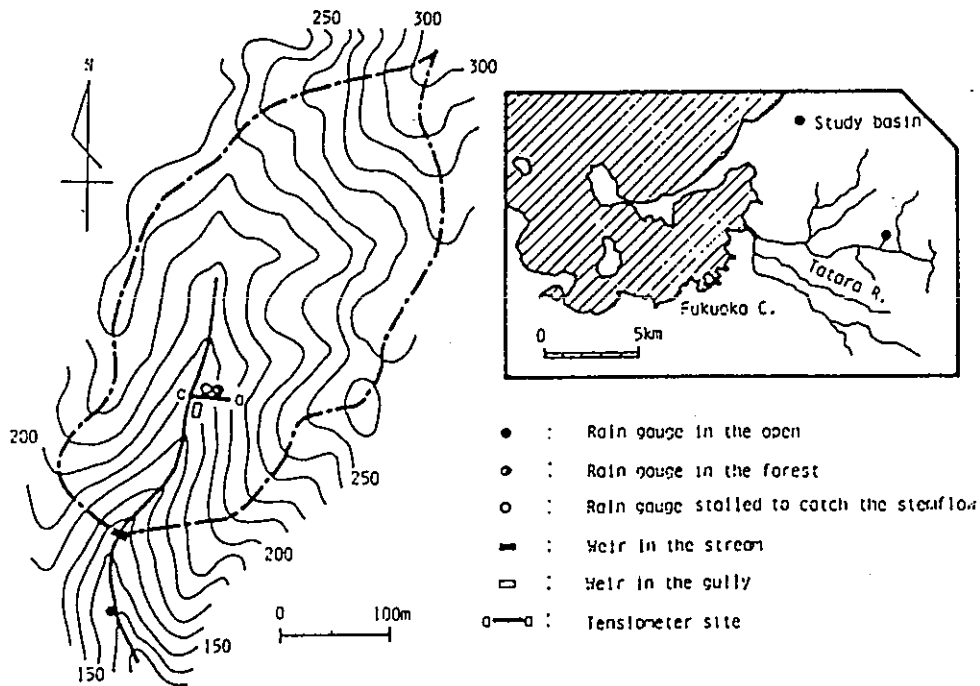 250
300
300
N
200
250
200
150
150
0 100m
C a
Study basin
Tatara R.
Fukuoka C.
0 5km
● : Rain gauge in the open
: Rain gauge in the forest
○ : Rain gauge stalled to catch the stemflow
: Weir in the stream
: Weir in the gully
a—a : Tensiometer site